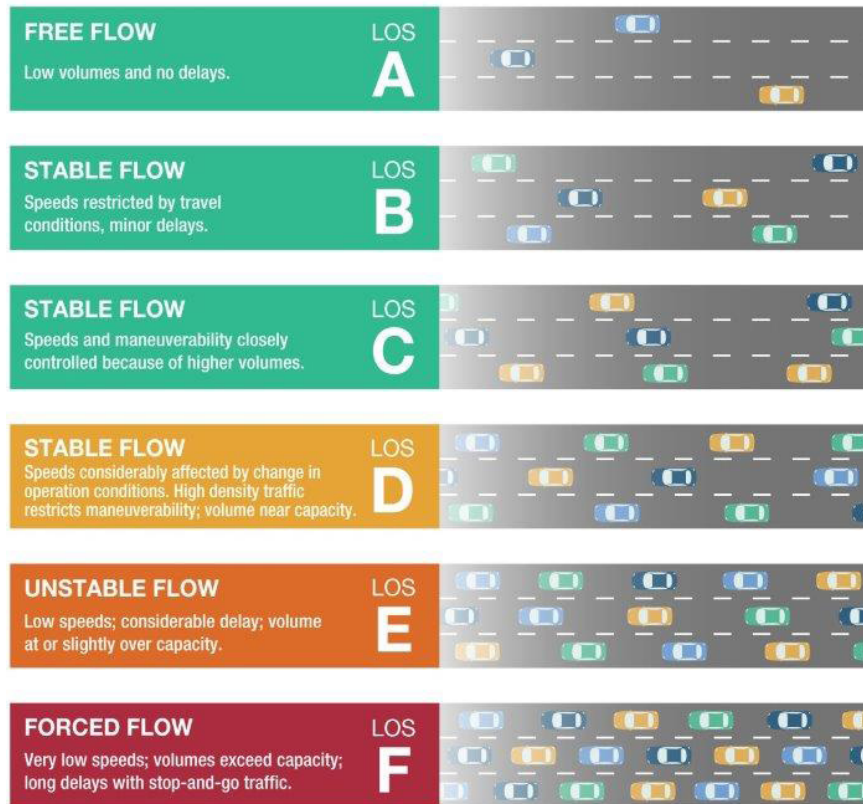 FREE FLOW
LOS
A
Low volumes and no delays.
STABLE FLOW
LOS
B
Speeds restricted by travel
conditions, minor delays.
STABLE FLOW
LOS
C
Speeds and maneuverability closely
controlled because of higher volumes.
STABLE FLOW
LOS
D
Speeds considerably affected by change in
operation conditions. High density traffic
restricts maneuverability; volume near capacity.
UNSTABLE FLOW
LOS
E
Low speeds; considerable delay; volume
at or slightly over capacity.
FORCED FLOW
LOS
F
Very low speeds; volumes exceed capacity;
long delays with stop-and-go traffic.